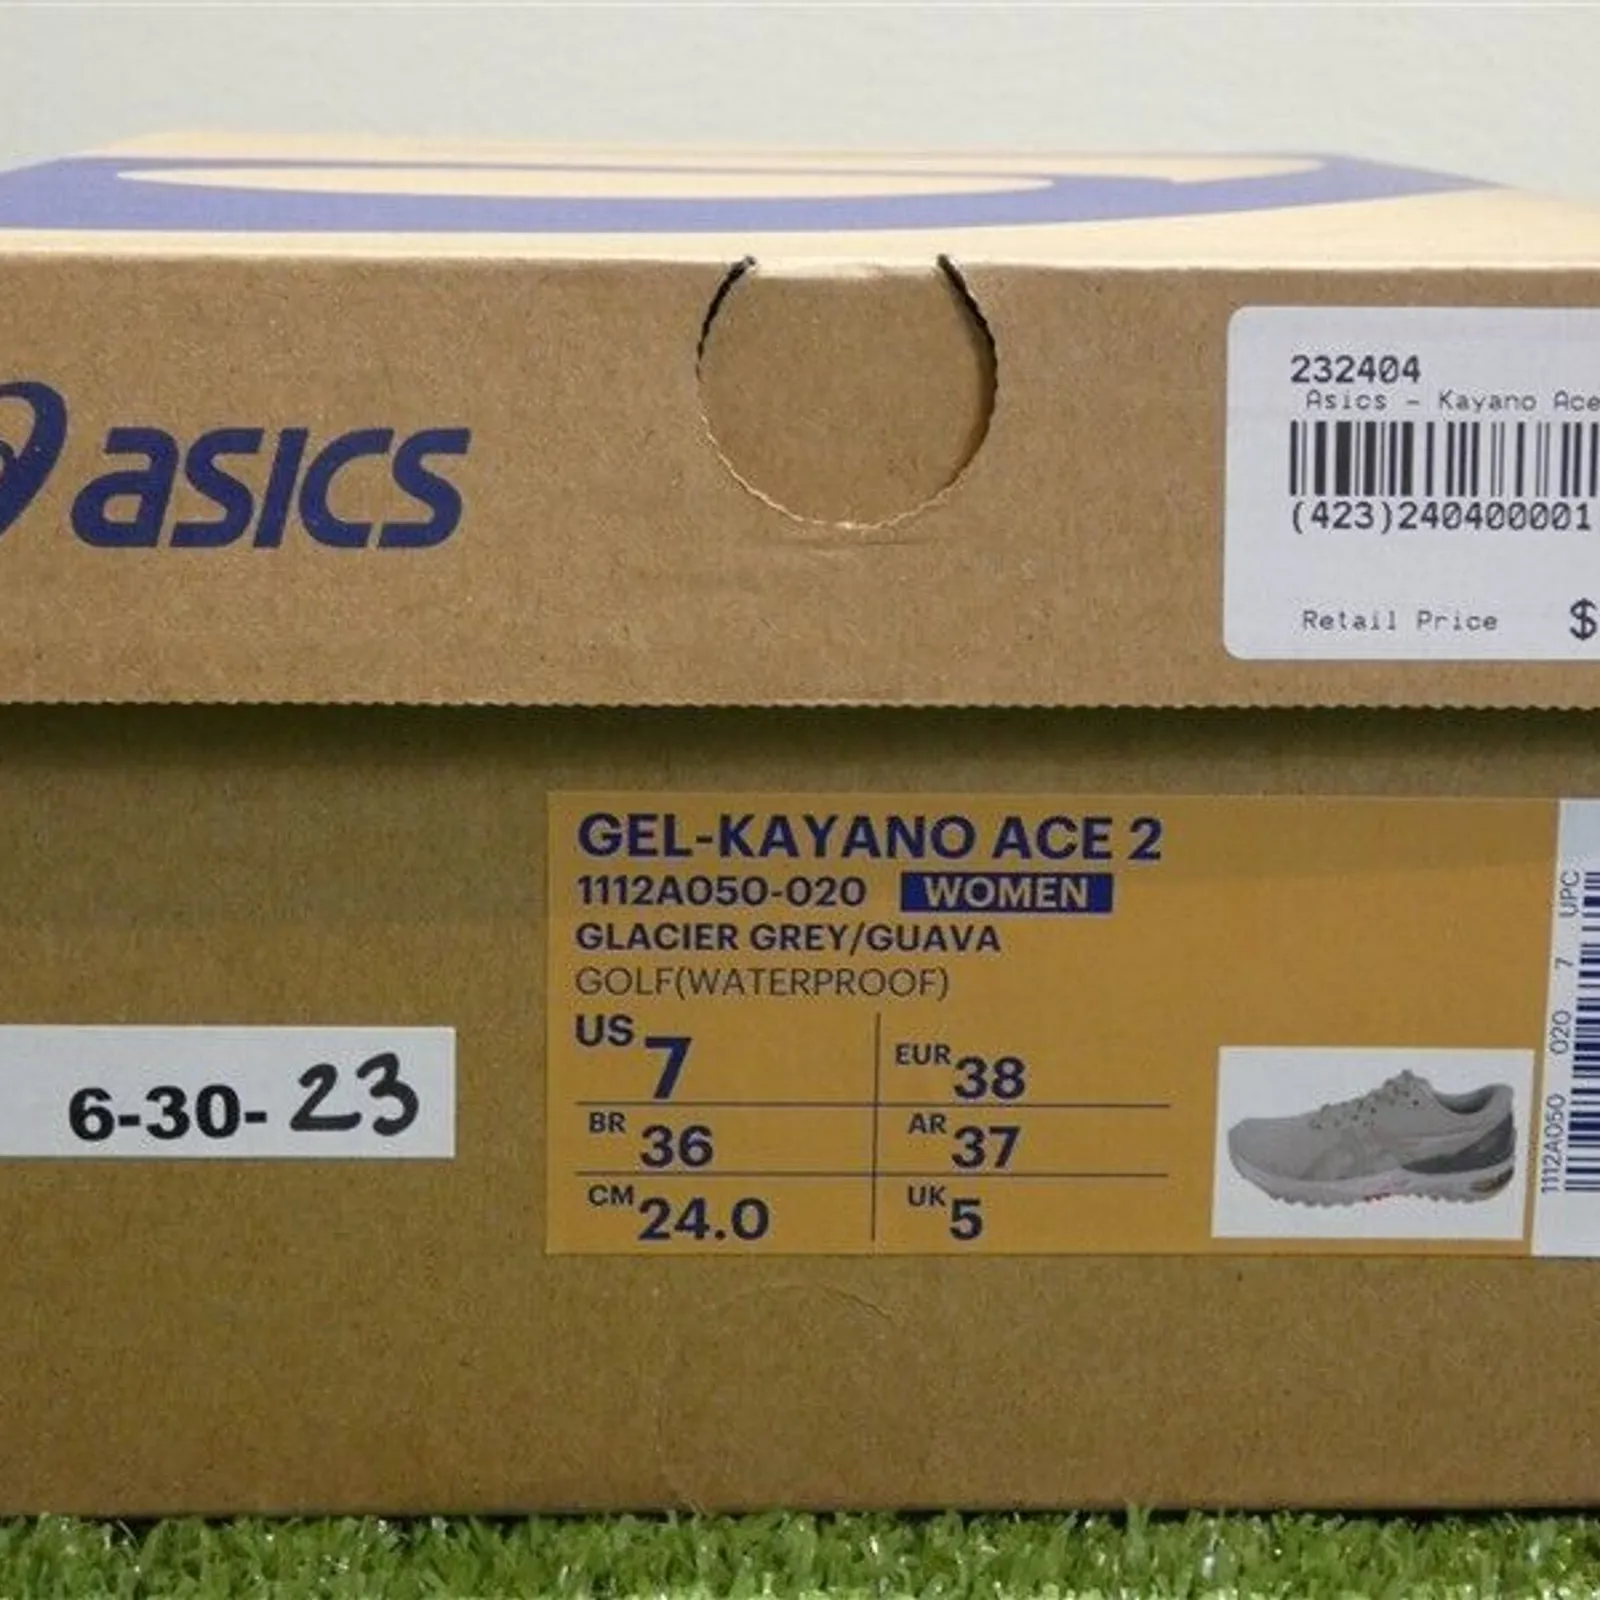 asics
232404
Asics - Kayano Ace
(423)240400001
Retail Price $
GEL-KAYANO ACE 2
1112A050-020 WOMEN
GLACIER GREY/GUAVA
GOLF(WATERPROOF)
US 7 EUR 38
BR 36 AR 37
CM 24.0 UK 5
6-30-23
1112A050 020 7 UPC